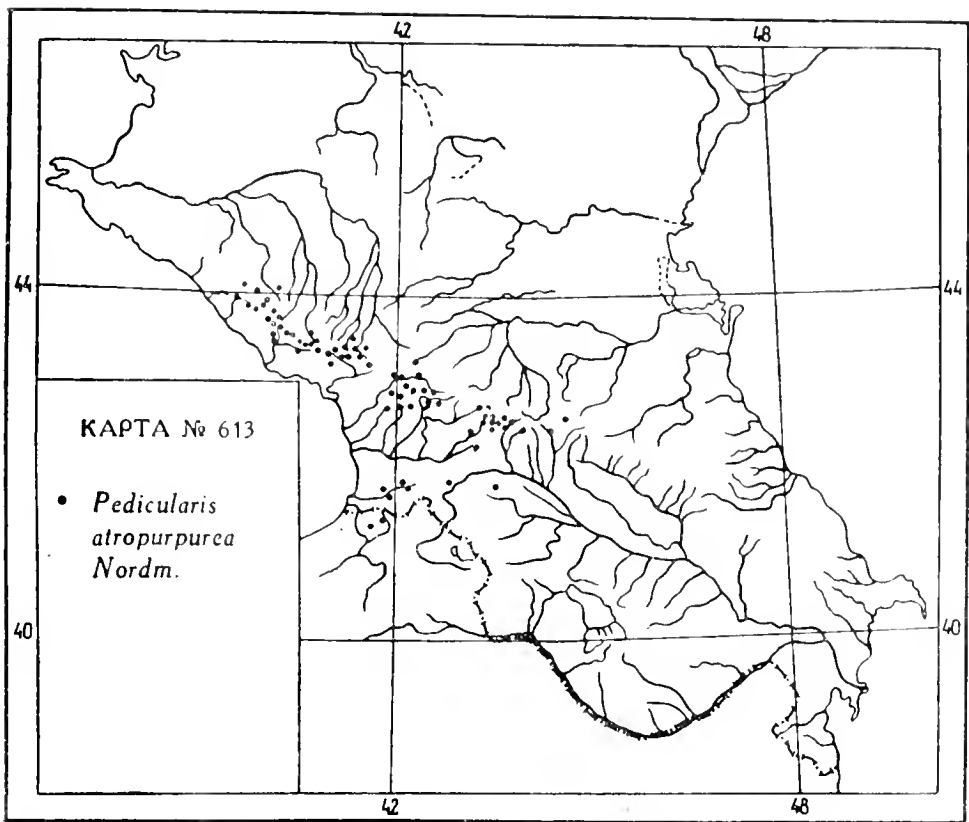 42 48
44 44
КАРТА № 613
• Pedicularis
atropurpurea
Nordm.
40 40
42 48